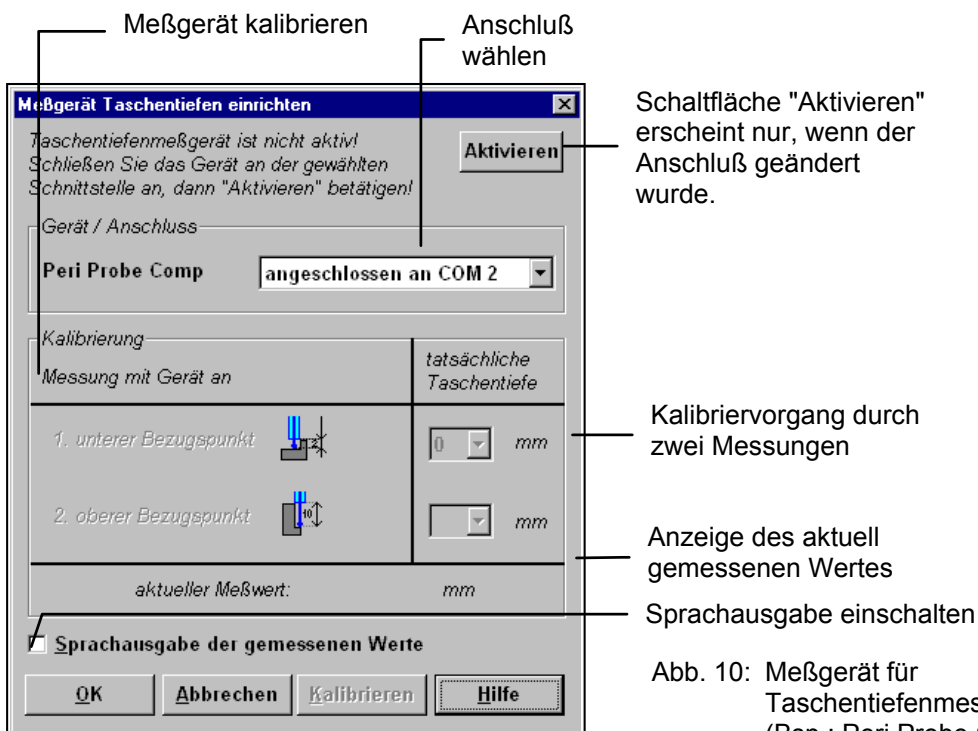 Meßgerät kalibrieren
Anschluß
wählen
Meßgerät Taschentiefen einrichten
Taschentiefenmeßgerät ist nicht aktiv!
Schließen Sie das Gerät an der gewählten
Schnittstelle an, dann "Aktivieren" betätigen!
Aktivieren
Schaltfläche "Aktivieren"
erscheint nur, wenn der
Anschluß geändert
wurde.
Gerät / Anschluss
Peri Probe Comp
angeschlossen an COM 2
Kalibrierung
Messung mit Gerät an
tatsächliche
Taschentiefe
1. unterer Bezugspunkt
0 mm
Kalibriervorgang durch
zwei Messungen
2. oberer Bezugspunkt
10
mm
Anzeige des aktuell
gemessenen Wertes
aktueller Meßwert: mm
Sprachausgabe einschalten
Sprachausgabe der gemessenen Werte
OK Abbrechen Kalibrieren Hilfe
Abb. 10: Meßgerät für